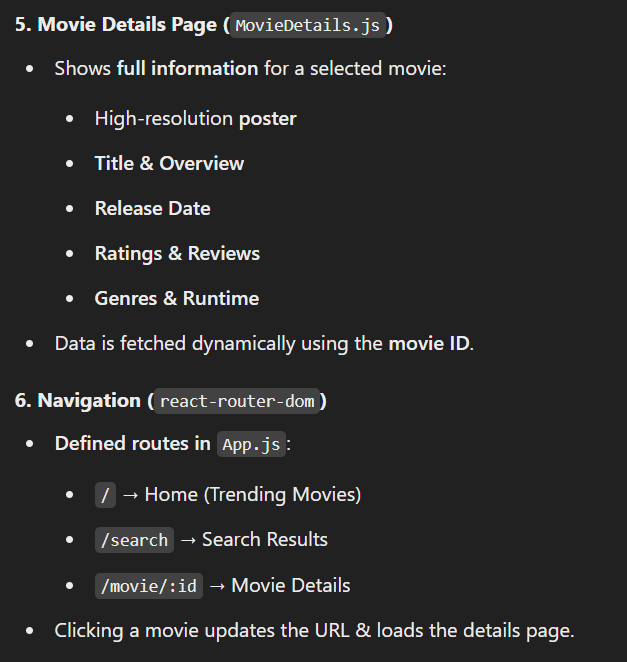 5. Movie Details Page (MovieDetails.js)
• Shows full information for a selected movie:
• High-resolution poster
• Title & Overview
• Release Date
• Ratings & Reviews
• Genres & Runtime
• Data is fetched dynamically using the movie ID.
6. Navigation (react-router-dom)
• Defined routes in App.js:
• / → Home (Trending Movies)
• /search → Search Results
• /movie/:id → Movie Details
• Clicking a movie updates the URL & loads the details page.